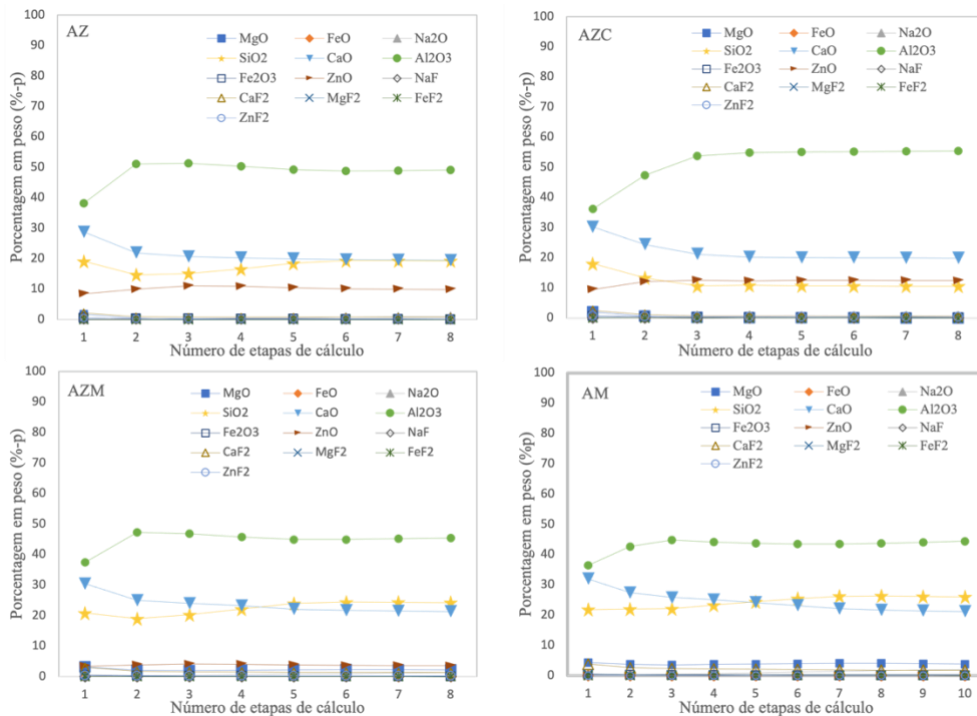 AZ
MgO FeO Na2O
SiO2 CaO Al2O3
Fe2O3 ZnO NaF
CaF2 MgF2 FeF2
ZnF2
Porcentagem em peso (%-p)
100
90
80
70
60
50
40
30
20
10
0
1 2 3 4 5 6 7 8
Número de etapas de cálculo
AZC
MgO FeO Na2O
SiO2 CaO Al2O3
Fe2O3 ZnO NaF
CaF2 MgF2 FeF2
ZnF2
Porcentagem em peso (%-p)
100
90
80
70
60
50
40
30
20
10
0
1 2 3 4 5 6 7 8
Número de etapas de cálculo
AZM
MgO FeO Na2O
SiO2 CaO Al2O3
Fe2O3 ZnO NaF
CaF2 MgF2 FeF2
ZnF2
Porcentagem em peso (%-p)
100
90
80
70
60
50
40
30
20
10
0
1 2 3 4 5 6 7 8
Número de etapas de cálculo
AM
MgO FeO Na2O
SiO2 CaO Al2O3
Fe2O3 ZnO NaF
CaF2 MgF2 FeF2
ZnF2
Porcentagem em peso (%p)
100
90
80
70
60
50
40
30
20
10
0
1 2 3 4 5 6 7 8 9 10
Número de etapas de cálculo